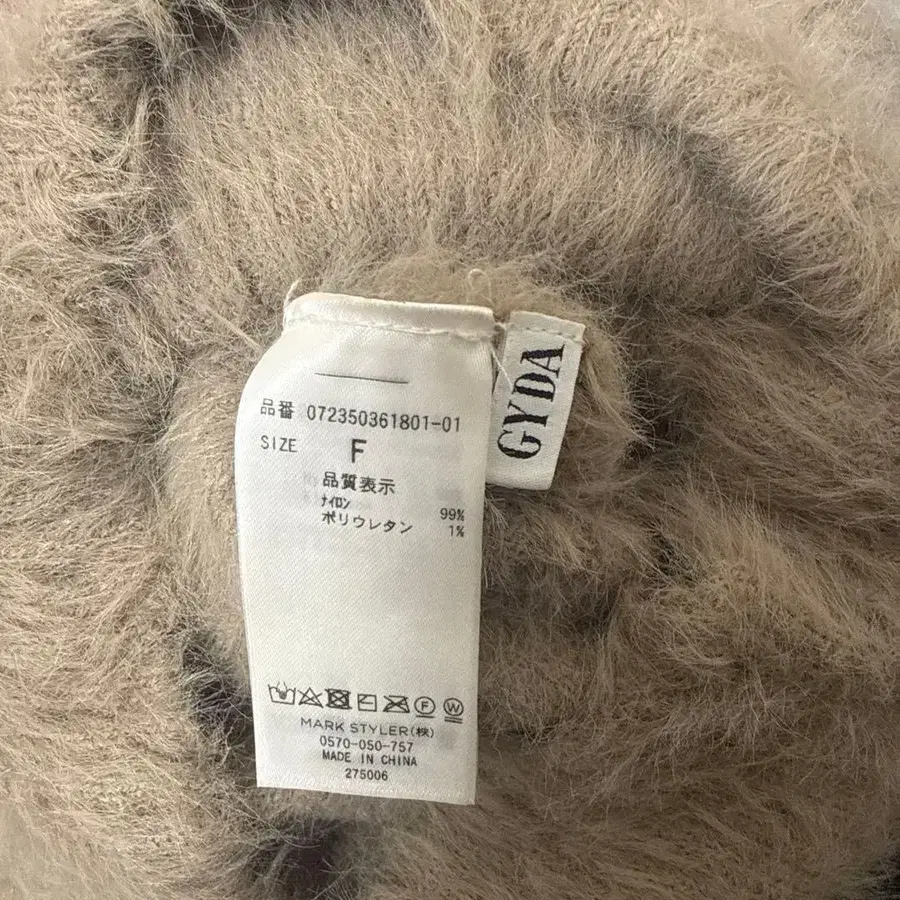 品番 072350361801-01
SIZE F
品質表示
ナイロン 99%
ポリウレタン 1%
F W
MARK STYLER(株)
0570-050-757
MADE IN CHINA
275006
GYDA